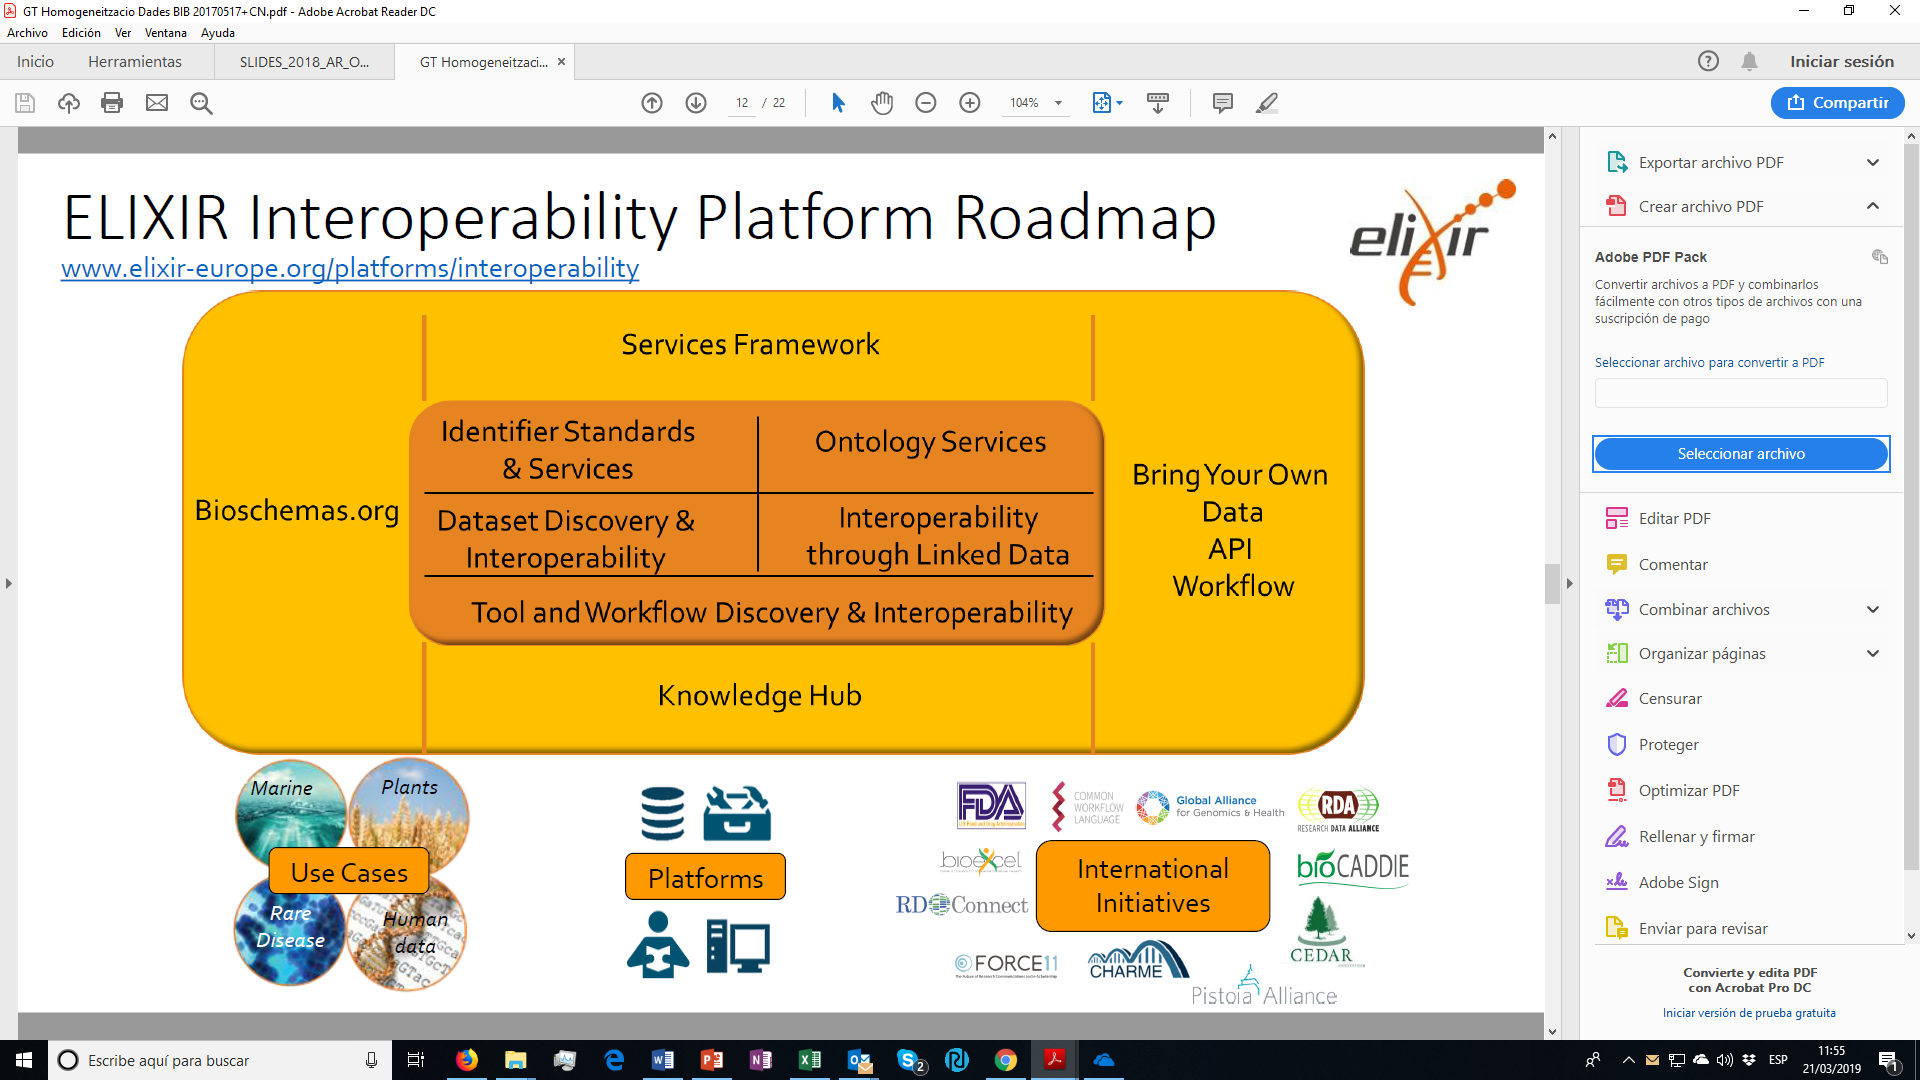 GT Homogeneitzacio Dades BIB 20170517+CN.pdf - Adobe Acrobat Reader DC
Archivo Edición Ver Ventana Ayuda
Inicio Herramientas SLIDES_2018_AR_O... GT Homogeneitzaci... Iniciar sesión
12 / 22 104% Compartir
ELIXIR Interoperability Platform Roadmap
www.elixir-europe.org/platforms/interoperability
elixir
Services Framework
Identifier Standards
& Services
Ontology Services
Bioschemas.org
Dataset Discovery &
Interoperability
Interoperability
through Linked Data
Tool and Workflow Discovery & Interoperability
Bring Your Own
Data
API
Workflow
Knowledge Hub
Marine
Plants
Use Cases
Rare
Disease
Human
data
Platforms
FDA
COMMON
WORKFLOW
LANGUAGE
Global Alliance
for Genomics & Health
RDA
RESEARCH DATA ALLIANCE
bioexcel
International
Initiatives
bioCADDIE
RD Connect
CEDAR
FORCE11
CHARME
Pistoia Alliance
Exportar archivo PDF
Crear archivo PDF
Adobe PDF Pack
Convertir archivos a PDF y combinarlos
fácilmente con otros tipos de archivos con una
suscripción de pago
Seleccionar archivo para convertir a PDF
Seleccionar archivo
Editar PDF
Comentar
Combinar archivos
Organizar páginas
Censurar
Proteger
Optimizar PDF
Rellenar y firmar
Adobe Sign
Enviar para revisar
Convierte y edita PDF
con Acrobat Pro DC
Iniciar versión de prueba gratuita
Escribe aquí para buscar
2
ESP
11:55
21/03/2019
1